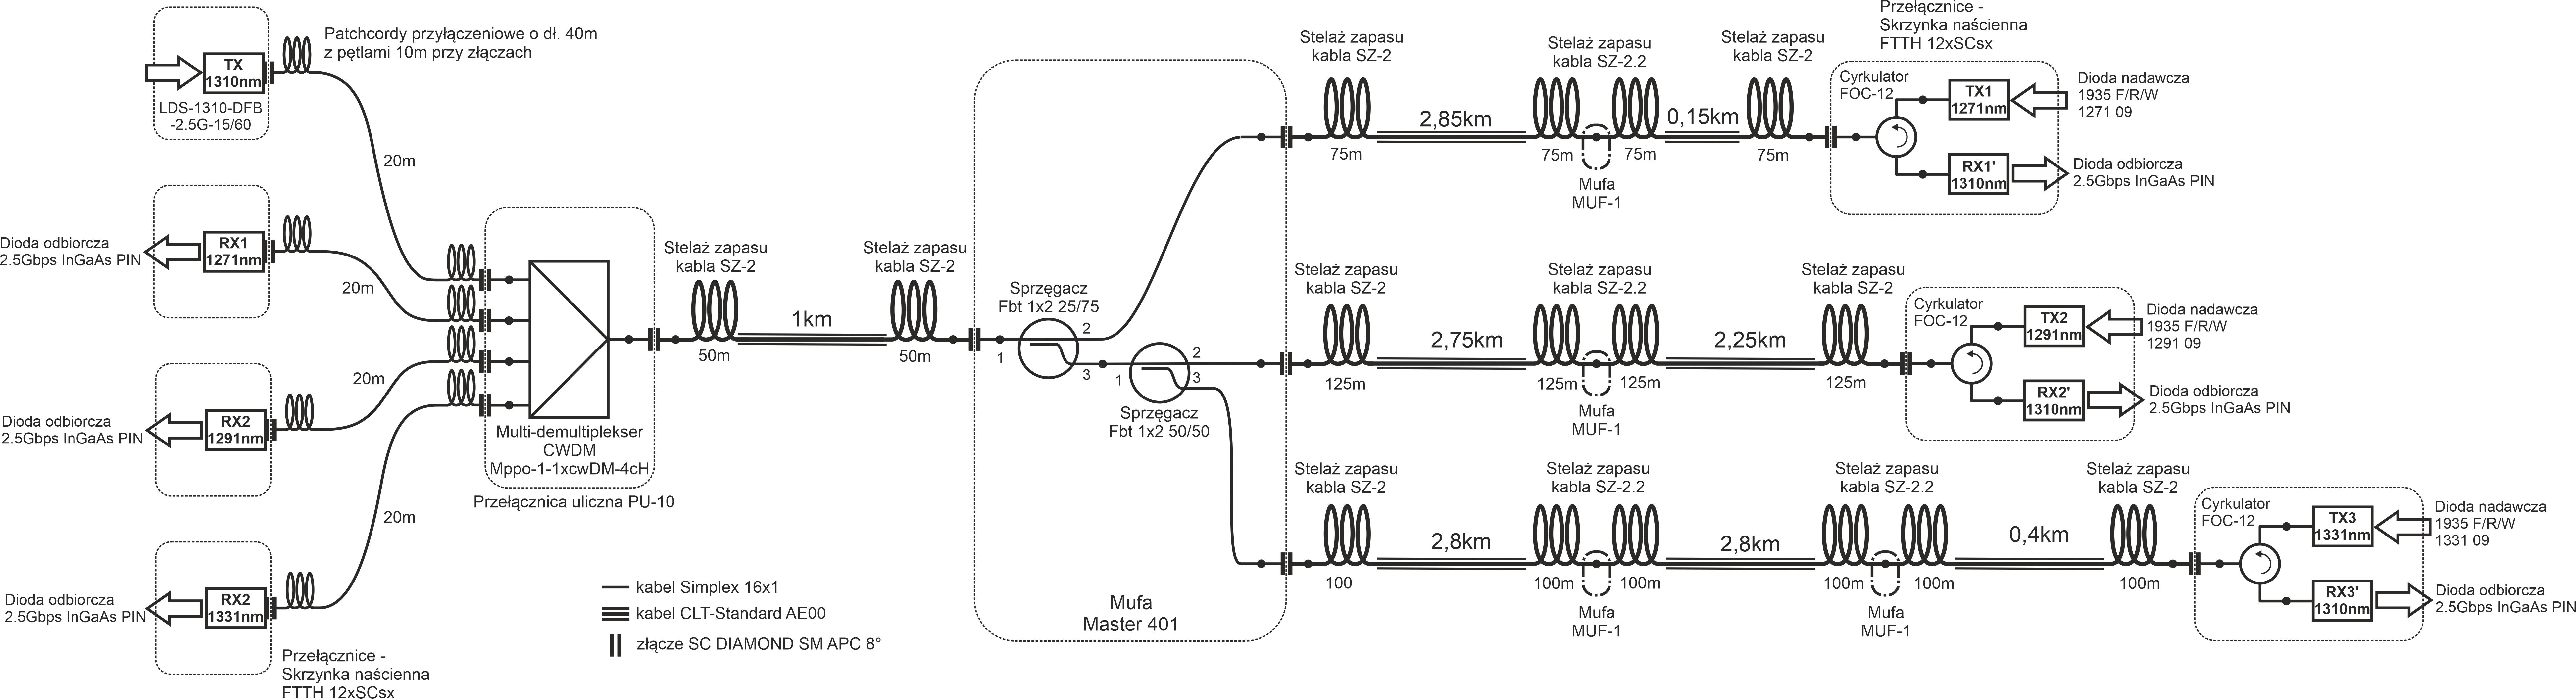 Patchcordy przyłączeniowe o dł. 40m
z pętlami 10m przy złączach
TX
1310nm
LDS-1310-DFB
-2.5G-15/60
20m
Dioda odbiorcza
2.5Gbps InGaAs PIN
RX1
1271nm
20m
Dioda odbiorcza
2.5Gbps InGaAs PIN
RX2
1291nm
20m
Dioda odbiorcza
2.5Gbps InGaAs PIN
RX2
1331nm
20m
Przełącznice -
Skrzynka naścienna
FTTH 12xSCsx
Multi-demultiplekser
CWDM
Mppo-1-1xcwDM-4cH
Przełącznica uliczna PU-10
Stelaż zapasu
kabla SZ-2
50m
1km
Stelaż zapasu
kabla SZ-2
50m
Sprzęgacz
Fbt 1x2 25/75
1
2
3
1
2
3
Sprzęgacz
Fbt 1x2 50/50
Mufa
Master 401
kabel Simplex 16x1
kabel CLT-Standard AE00
złącze SC DIAMOND SM APC 8°
Stelaż zapasu
kabla SZ-2
75m
2,85km
Stelaż zapasu
kabla SZ-2.2
75m
75m
Mufa
MUF-1
0,15km
Stelaż zapasu
kabla SZ-2
75m
Przełącznice -
Skrzynka naścienna
FTTH 12xSCsx
Cyrkulator
FOC-12
TX1
1271nm
Dioda nadawcza
1935 F/R/W
1271 09
RX1'
1310nm
Dioda odbiorcza
2.5Gbps InGaAs PIN
Stelaż zapasu
kabla SZ-2
125m
2,75km
Stelaż zapasu
kabla SZ-2.2
125m
125m
Mufa
MUF-1
2,25km
Stelaż zapasu
kabla SZ-2
125m
Cyrkulator
FOC-12
TX2
1291nm
Dioda nadawcza
1935 F/R/W
1291 09
RX2'
1310nm
Dioda odbiorcza
2.5Gbps InGaAs PIN
Stelaż zapasu
kabla SZ-2
100
2,8km
Stelaż zapasu
kabla SZ-2.2
100m
100m
Mufa
MUF-1
2,8km
Stelaż zapasu
kabla SZ-2.2
100m
100m
Mufa
MUF-1
0,4km
Stelaż zapasu
kabla SZ-2
100m
Cyrkulator
FOC-12
TX3
1331nm
Dioda nadawcza
1935 F/R/W
1331 09
RX3'
1310nm
Dioda odbiorcza
2.5Gbps InGaAs PIN